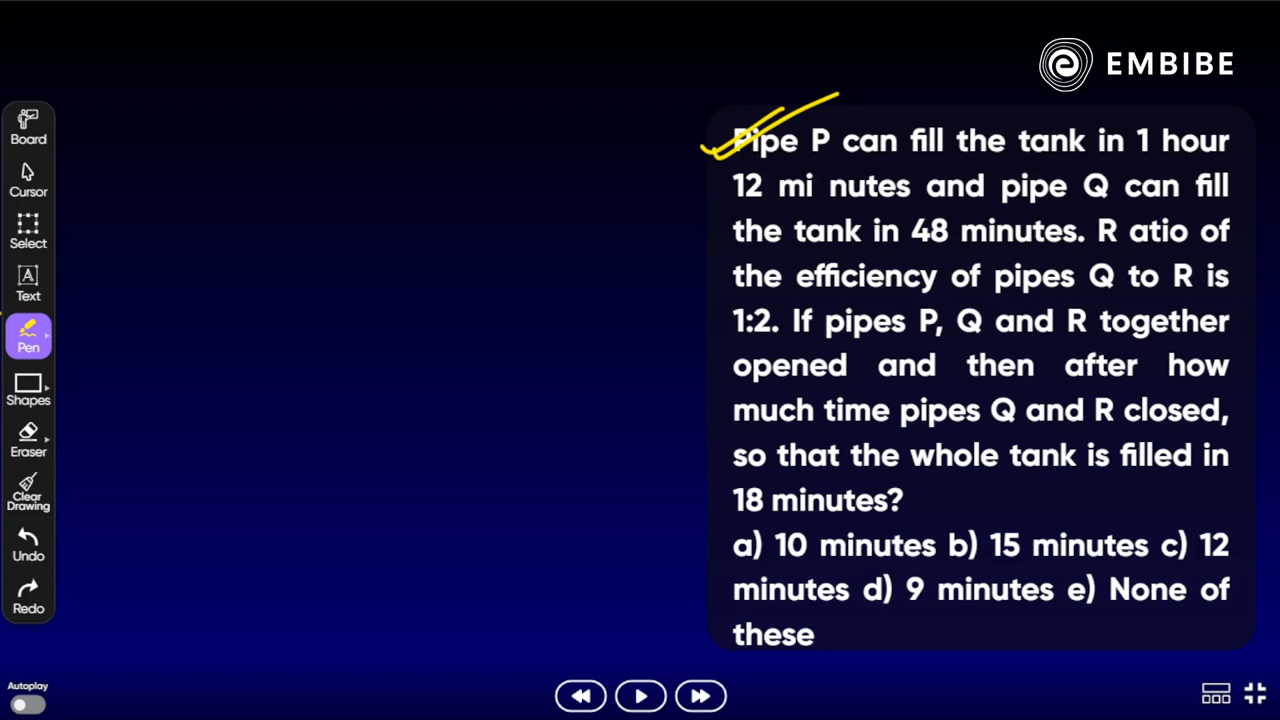 EMBIBE
Board
Cursor
Select
Text
Pen
Shapes
Eraser
Clear
Drawing
Undo
Redo
Autoplay
Pipe P can fill the tank in 1 hour
12 mi nutes and pipe Q can fill
the tank in 48 minutes. R atio of
the efficiency of pipes Q to R is
1:2. If pipes P, Q and R together
opened and then after how
much time pipes Q and R closed,
so that the whole tank is filled in
18 minutes?
a) 10 minutes b) 15 minutes c) 12
minutes d) 9 minutes e) None of
these